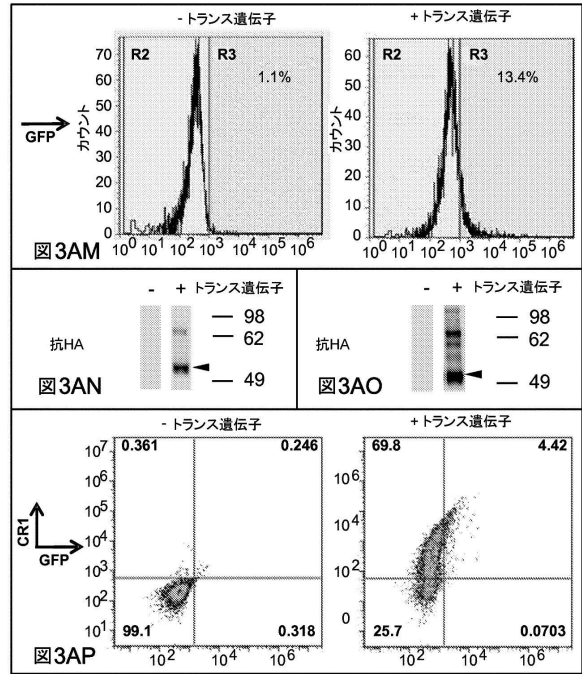 - トランス遺伝子
+ トランス遺伝子
70
60
50
40
30
20
10
0
カウント
GFP
R2
R3
1.1%
10⁰ 10² 10³ 10⁴ 10⁵ 10⁶
70
60
50
40
30
20
10
0
カウント
R2
R3
13.4%
10⁰ 10² 10³ 10⁴ 10⁵ 10⁶
図3AM
- + トランス遺伝子
抗HA
98
62
49
図3AN
- + トランス遺伝子
抗HA
98
62
49
図3AO
- トランス遺伝子
+ トランス遺伝子
0.361 0.246
10⁷
10⁶
10⁵
10⁴
10³
10²
10¹
CR1
GFP
99.1 0.318
10² 10⁴ 10⁶
69.8 4.42
10⁶
10⁴
10²
0
25.7 0.0703
10² 10⁴ 10⁶
図3AP